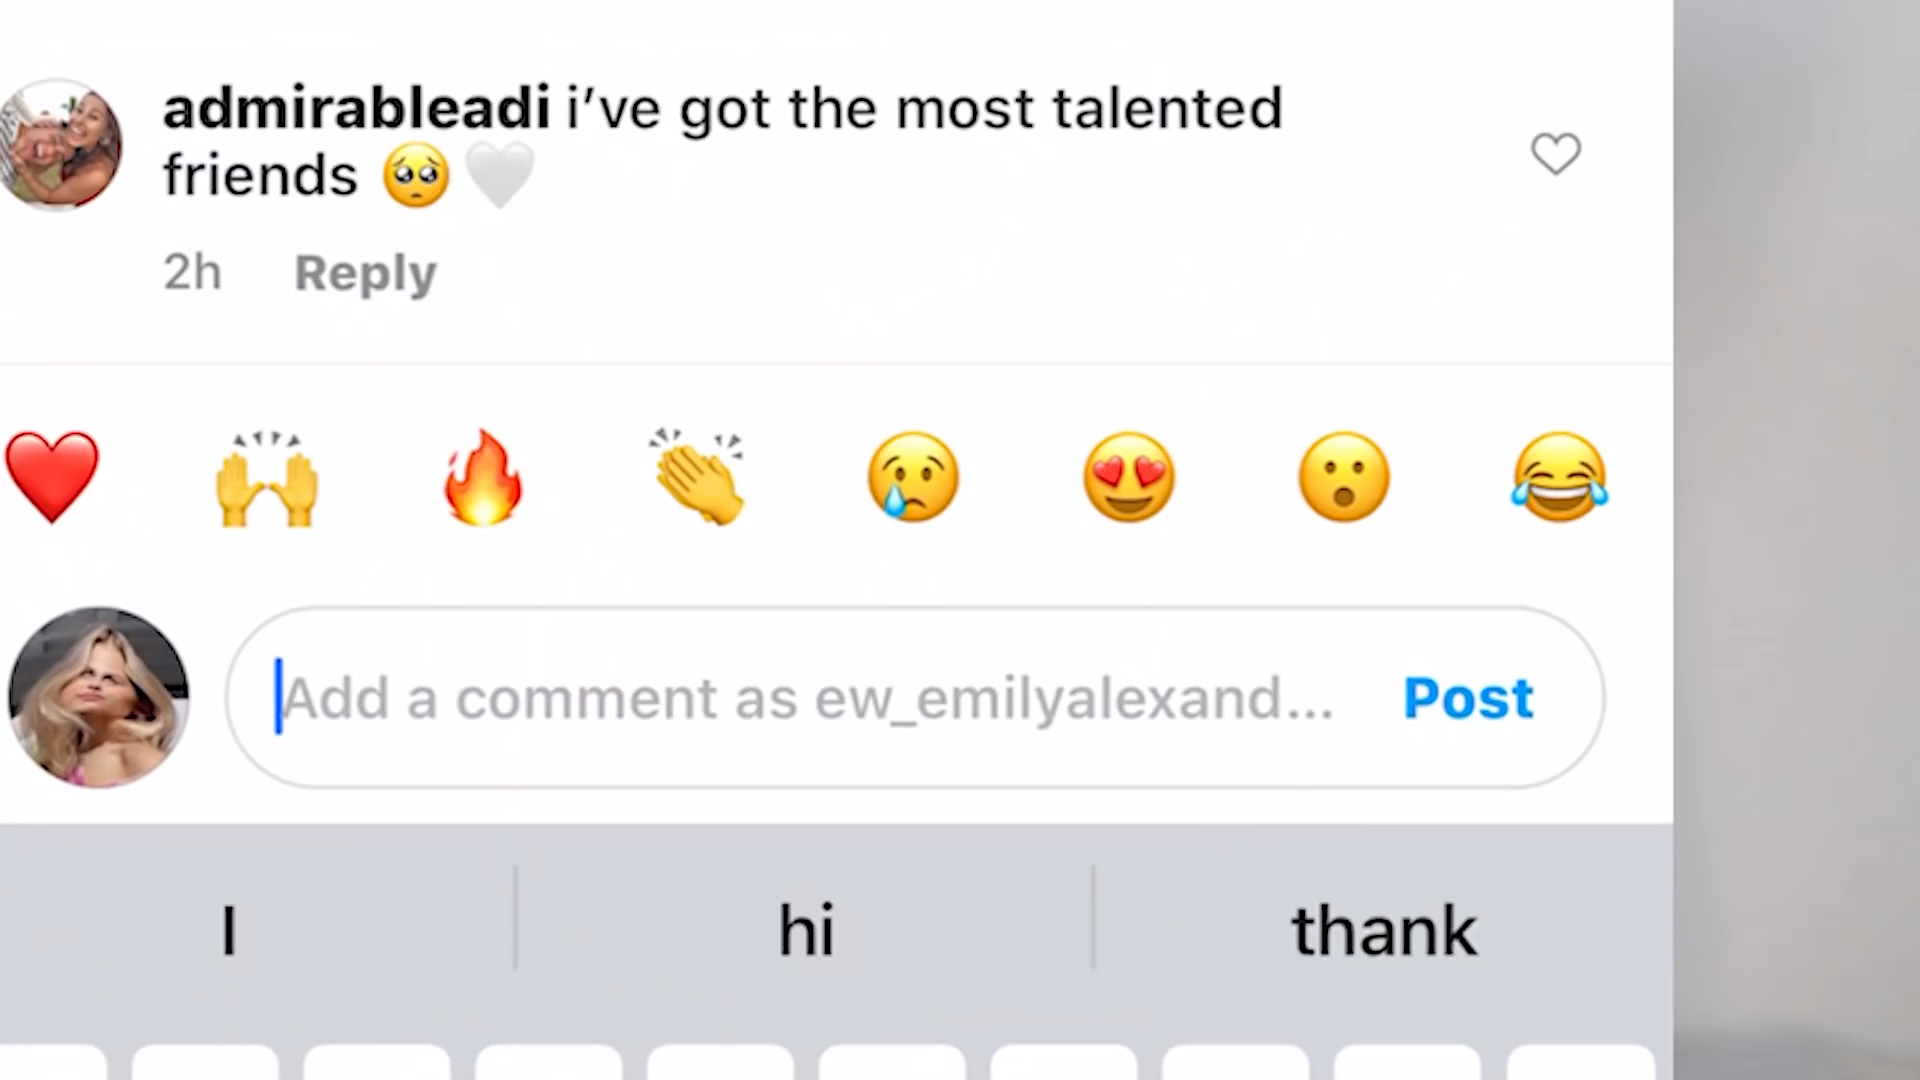 admirableadi i’ve got the most talented
friends 🥺🤍
2h Reply
❤️ 🙌 🔥 👏 😢 😍 😮 😂
Add a comment as ew_emilyalexand... Post
I hi thank